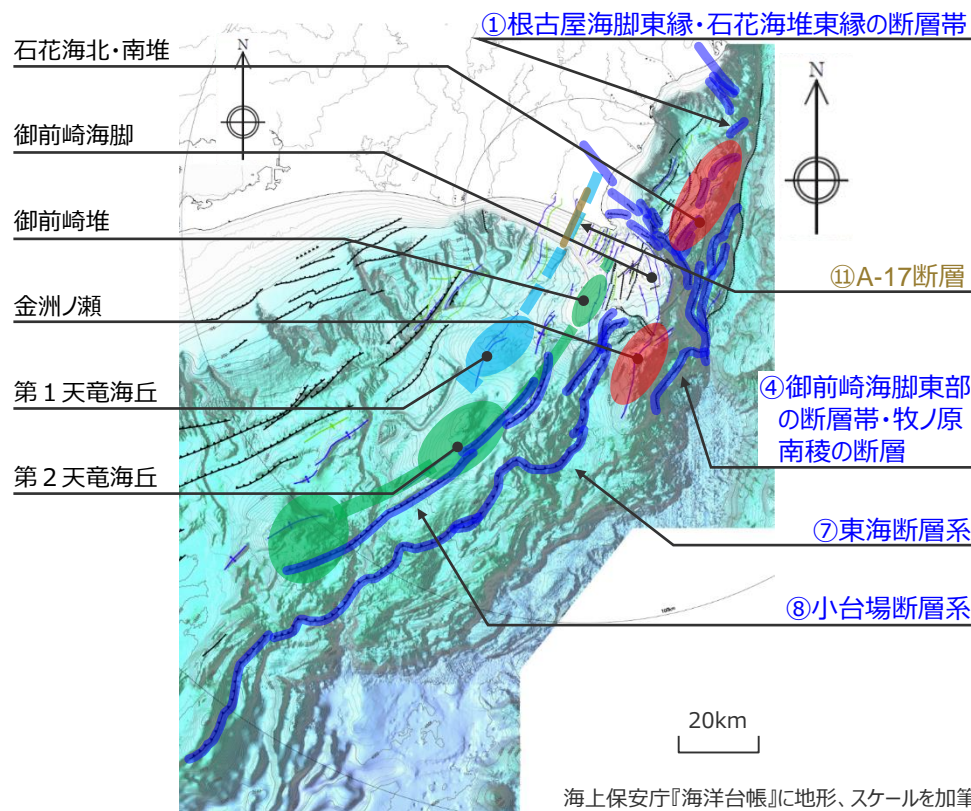 ①根古屋海脚東縁・石花海堆東縁の断層帯
石花海北・南堆
N
N
御前崎海脚
御前崎堆
⑪A-17断層
金洲ノ瀬
第1天竜海丘
④御前崎海脚東部
の断層帯・牧ノ原
南稜の断層
第2天竜海丘
⑦東海断層系
⑧小台場断層系
100km
20km
海上保安庁『海洋台帳』に地形、スケールを加筆